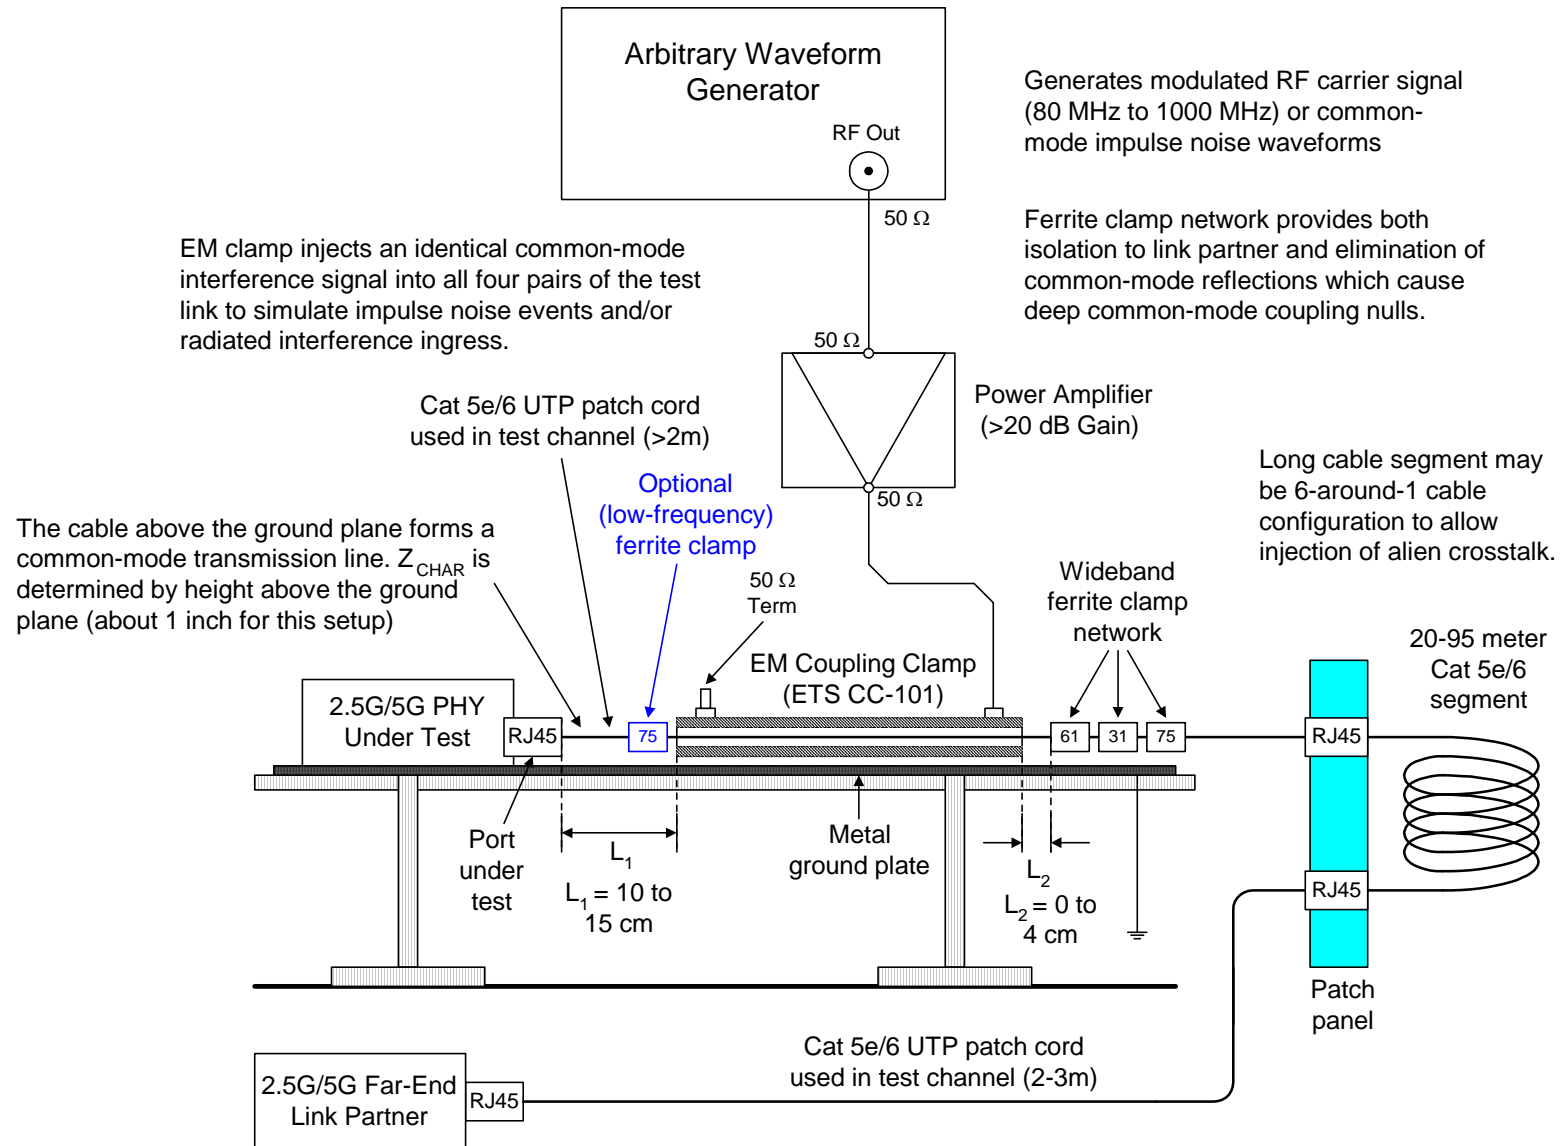 Arbitrary Waveform
Generator
RF Out
50 Ω
Generates modulated RF carrier signal
(80 MHz to 1000 MHz) or common-
mode impulse noise waveforms
Ferrite clamp network provides both
isolation to link partner and elimination of
common-mode reflections which cause
deep common-mode coupling nulls.
EM clamp injects an identical common-mode
interference signal into all four pairs of the test
link to simulate impulse noise events and/or
radiated interference ingress.
50 Ω
Power Amplifier
(>20 dB Gain)
50 Ω
Cat 5e/6 UTP patch cord
used in test channel (>2m)
Optional
(low-frequency)
ferrite clamp
Long cable segment may
be 6-around-1 cable
configuration to allow
injection of alien crosstalk.
The cable above the ground plane forms a
common-mode transmission line. Z CHAR is
determined by height above the ground
plane (about 1 inch for this setup)
50 Ω
Term
Wideband
ferrite clamp
network
EM Coupling Clamp
(ETS CC-101)
20-95 meter
Cat 5e/6
segment
2.5G/5G PHY
Under Test
RJ45
75
61
31
75
RJ45
Port
under
test
L1
L1 = 10 to
15 cm
Metal
ground plate
L2
L2 = 0 to
4 cm
RJ45
Patch
panel
Cat 5e/6 UTP patch cord
used in test channel (2-3m)
2.5G/5G Far-End
Link Partner
RJ45